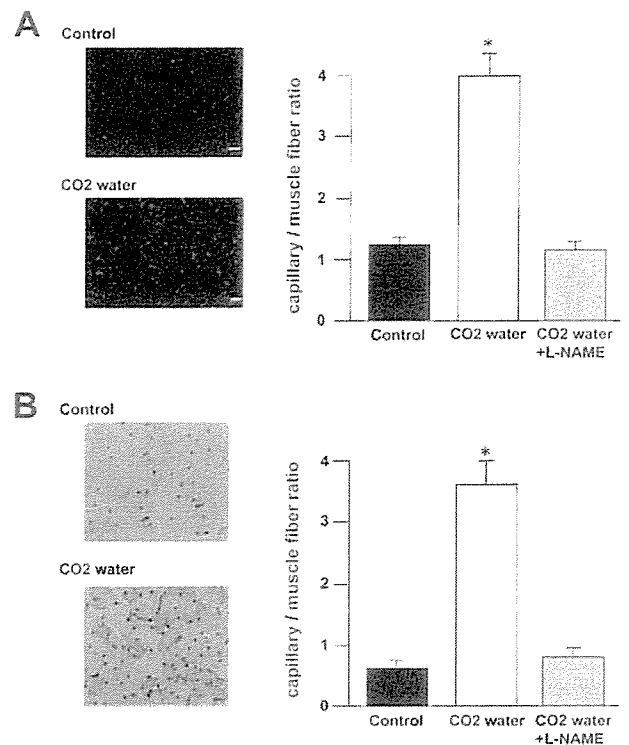 A
Control
CO2 water
capillary / muscle fiber ratio
4
3
2
1
0
*
Control
CO2 water
CO2 water
+L-NAME
B
Control
CO2 water
capillary / muscle fiber ratio
4
3
2
1
0
*
Control
CO2 water
CO2 water
+L-NAME